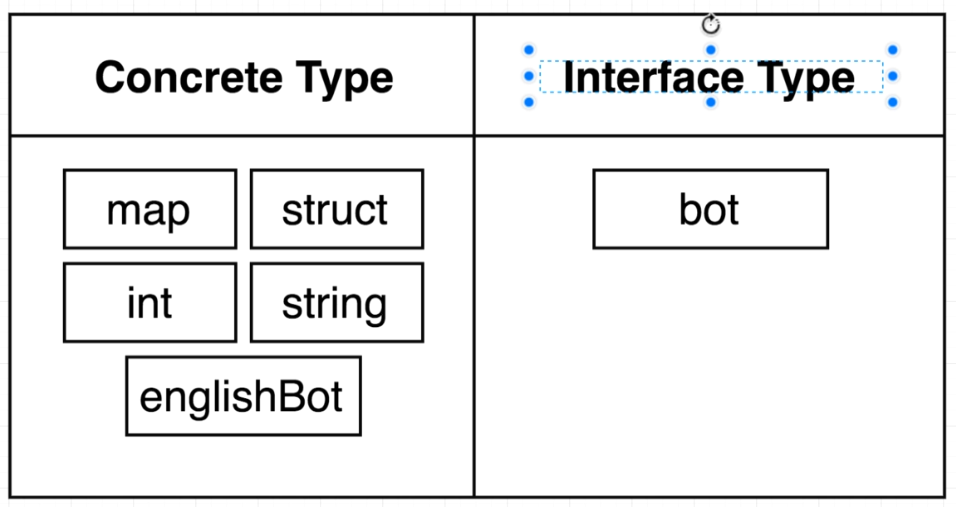 Concrete Type
Interface Type
map
struct
int
string
englishBot
bot